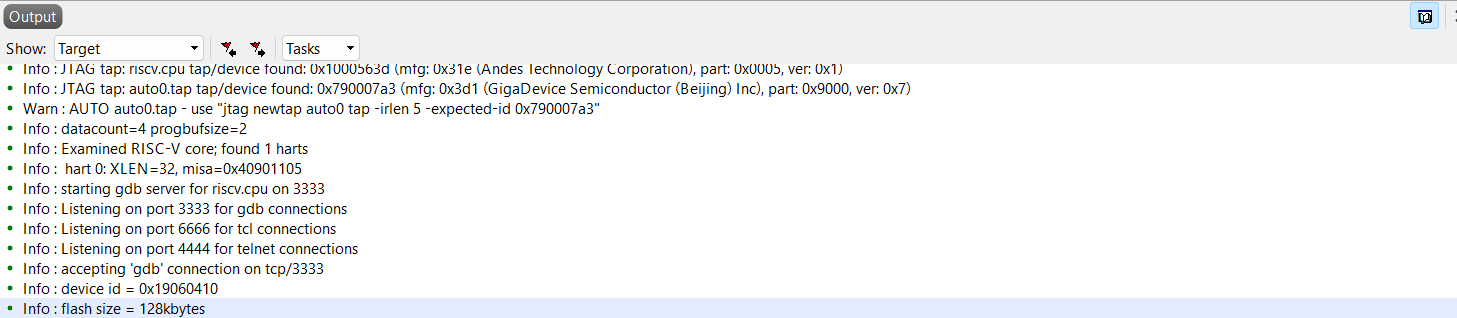 Output
Show: Target Tasks
Info : JTAG tap: riscv.cpu tap/device found: 0x1000563d (mfg: 0x31e (Andes Technology Corporation), part: 0x0005, ver: 0x1)
Info : JTAG tap: auto0.tap tap/device found: 0x790007a3 (mfg: 0x3d1 (GigaDevice Semiconductor (Beijing) Inc), part: 0x9000, ver: 0x7)
Warn : AUTO auto0.tap - use "jtag newtap auto0 tap -irlen 5 -expected-id 0x790007a3"
Info : datacount=4 progbufsize=2
Info : Examined RISC-V core; found 1 harts
Info :  hart 0: XLEN=32, misa=0x40901105
Info : starting gdb server for riscv.cpu on 3333
Info : Listening on port 3333 for gdb connections
Info : Listening on port 6666 for tcl connections
Info : Listening on port 4444 for telnet connections
Info : accepting 'gdb' connection on tcp/3333
Info : device id = 0x19060410
Info : flash size = 128kbytes